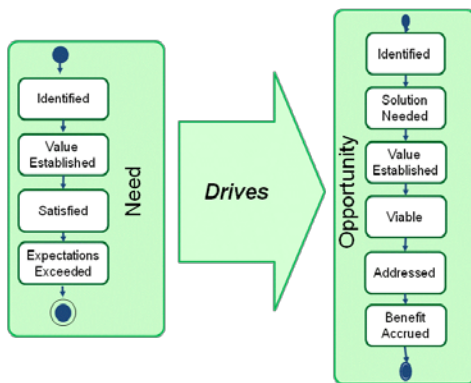 Identified
Value
Established
Satisfied
Expectations
Exceeded
Need
Drives
Identified
Solution
Needed
Value
Established
Viable
Addressed
Benefit
Accrued
Opportunity